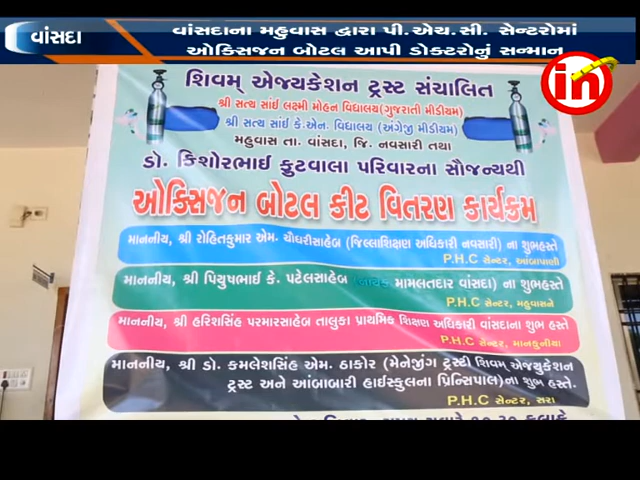 વાંસદા
વાંસદાના મહુવાસ દ્વારા પી.એચ.સી. સેન્ટરોમાં
ઓક્સિજન બોટલ આપી ડોક્ટરોનું સન્માન
in
શિવમ્ એજ્યુકેશન ટ્રસ્ટ સંચાલિત
શ્રી સત્ય સાંઈ લક્ષ્મી મોહન વિદ્યાલય(ગુજરાતી મીડીયમ)
શ્રી સત્ય સાંઈ કે.એન. વિદ્યાલય (અંગ્રેજી મીડીયમ)
મહુવાસ તા. વાંસદા, જિ. નવસારી તથા
ડો. કિશોરભાઈ ફુટવાલા પરિવારના સૌજન્યથી
ઓક્સિજન બોટલ કીટ વિતરણ કાર્યક્રમ
માનનીય, શ્રી રોહિતકુમાર એમ. ચૌધરીસાહેબ (જિલ્લાશિક્ષણ અધિકારી નવસારી) ના શુભહસ્તે
P.H.C સેન્ટર, આંબાપાણી
માનનીય, શ્રી પિયુષભાઈ કે. પટેલસાહેબ મામલતદાર વાંસદા) ના શુભહસ્તે
P.H.C સેન્ટર, મહુવાસને
માનનીય, શ્રી હરિશસિંહ પરમારસાહેબ તાલુકા પ્રાથમિક શિક્ષણ અધિકારી વાંસદાના શુભ હસ્તે
P.H.C સેન્ટર, માનકુનીયા
માનનીય, શ્રી ડો. કમલેશસિંહ એમ. ઠાકોર (મેનેજીંગ ટ્રસ્ટી શિવમ્ એજ્યુકેશન
ટ્રસ્ટ અને આંબાબારી હાઈસ્કુલના પ્રિન્સિપાલ)ના શુભ હસ્તે.
P.H.C સેન્ટર, સરા